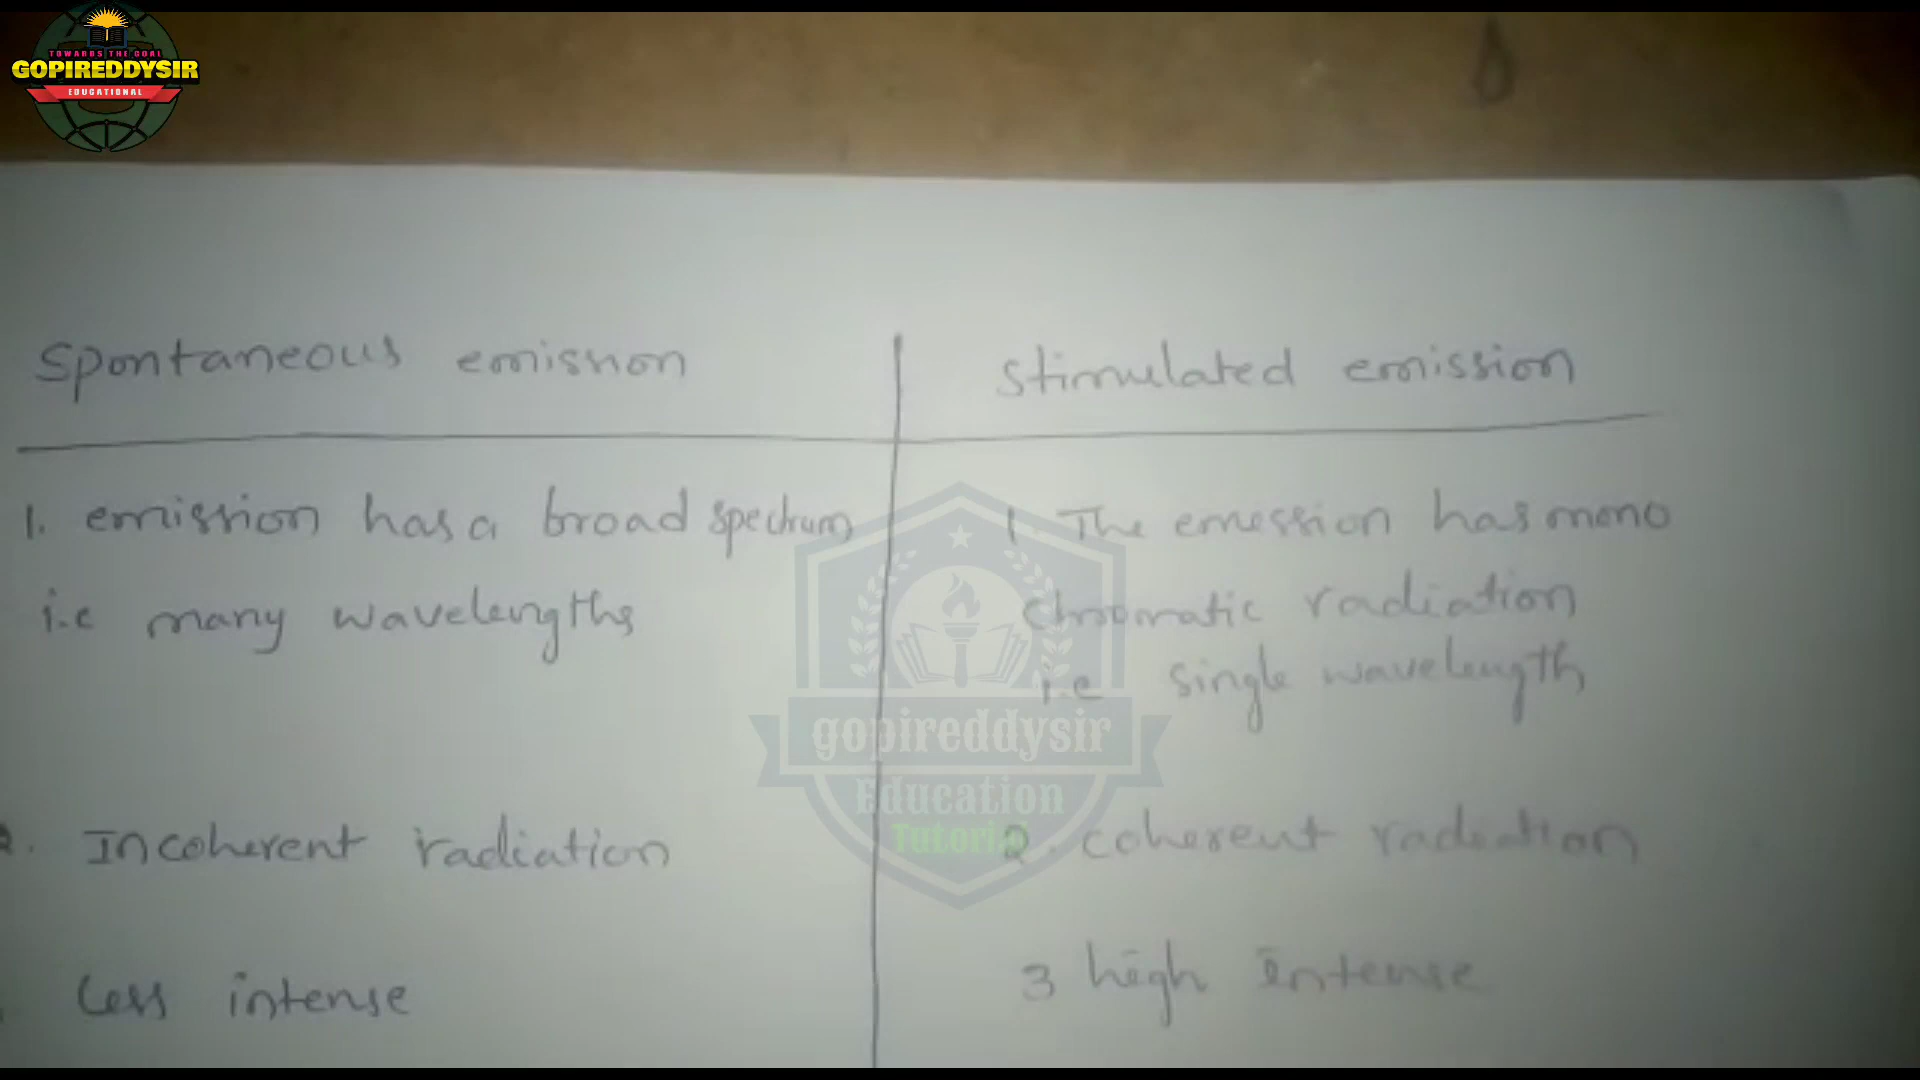 TOWARDS THE GOAL
GOPIREDDYSIR
EDUCATIONAL
Spontaneous emission
Stimulated emission
1. emission has a broad spectrum
i.e many wavelengths
1 The emession has mono
chromatic radiation
i.e single wavelength
2. Incoherent radiation
2. coherent radiation
Less intense
3 high intense
gopireddysir
Education
Tutorial